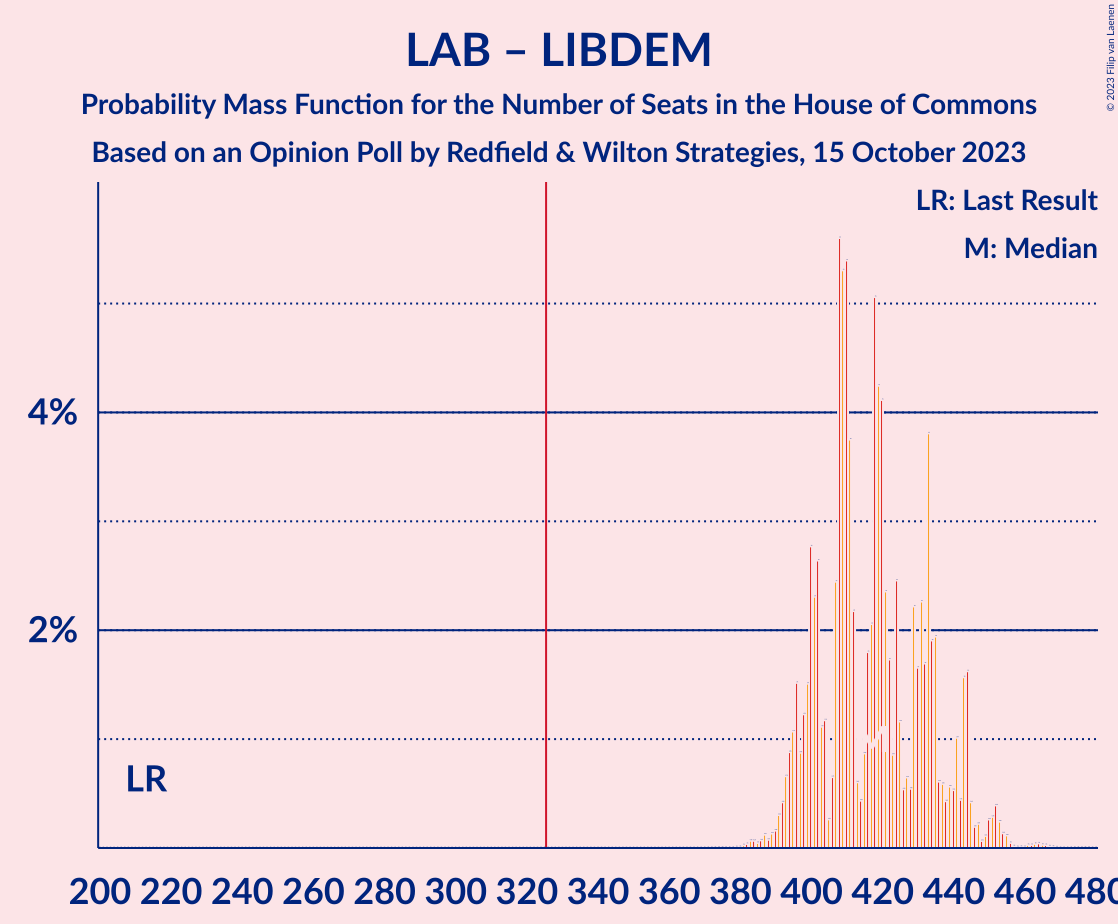 LAB – LIBDEM
Probability Mass Function for the Number of Seats in the House of Commons
Based on an Opinion Poll by Redfield & Wilton Strategies, 15 October 2023
© 2023 Filip van Laenen
LR: Last Result
M: Median
4%
2%
LR
200 220 240 260 280 300 320 340 360 380 400 420 440 460 480